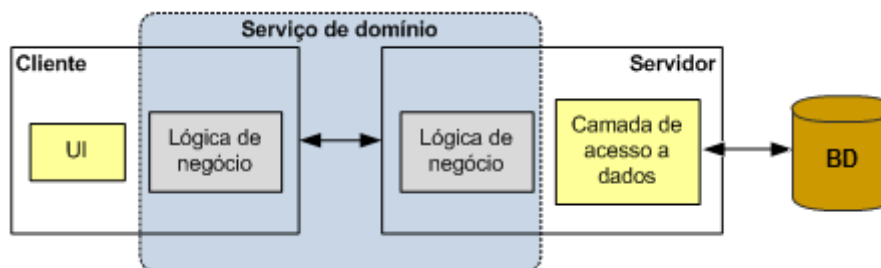 Serviço de domínio
Cliente
Servidor
UI
Lógica de
negócio
Lógica de
negócio
Camada de
acesso a
dados
BD